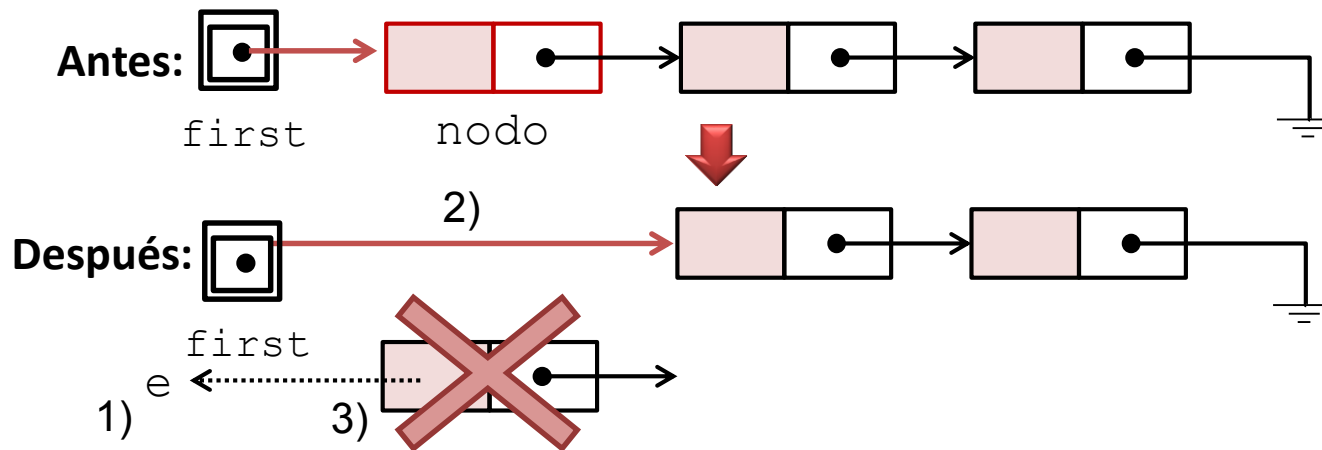 Antes:
first
nodo
2)
Después:
first
e
1)
3)